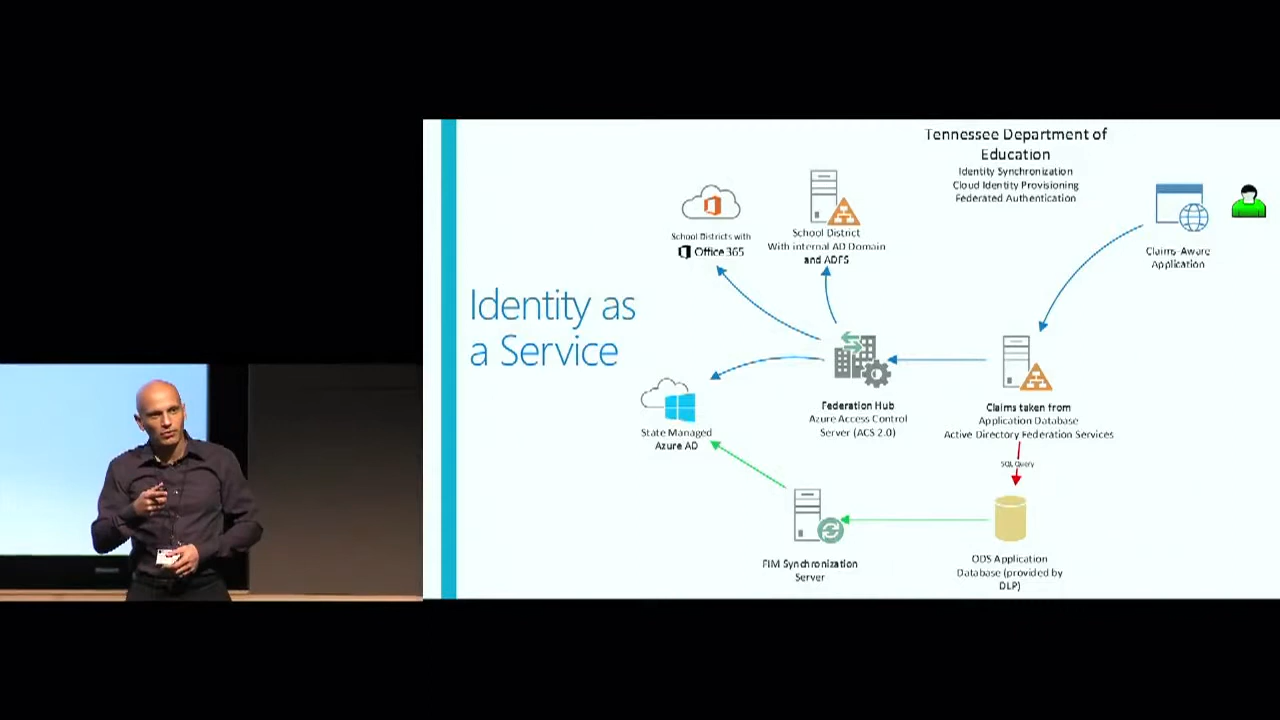 Tennessee Department of
Education
Identity Synchronization
Cloud Identity Provisioning
Federated Authentication
School Districts with
Office 365
School District
With internal AD Domain
and ADFS
Claims-Aware
Application
Identity as
a Service
Federation Hub
Azure Access Control
Server (ACS 2.0)
Claims taken from
Application Database
Active Directory Federation Services
State Managed
Azure AD
SQL Query
FIM Synchronization
Server
ODS Application
Database (provided by
DLP)